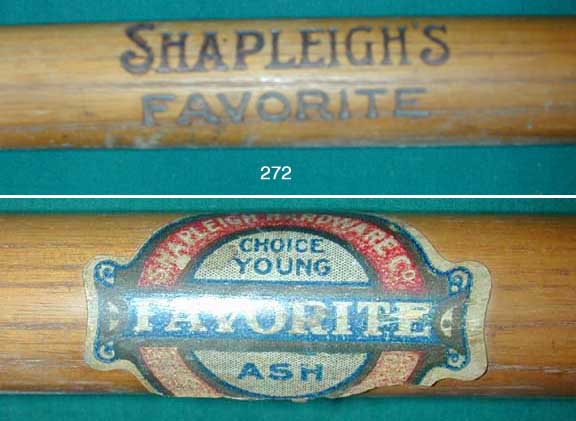 SHAPLEIGH'S
FAVORITE
272
SHAPLEIGH HARDWARE CO.
CHOICE
YOUNG
FAVORITE
ASH